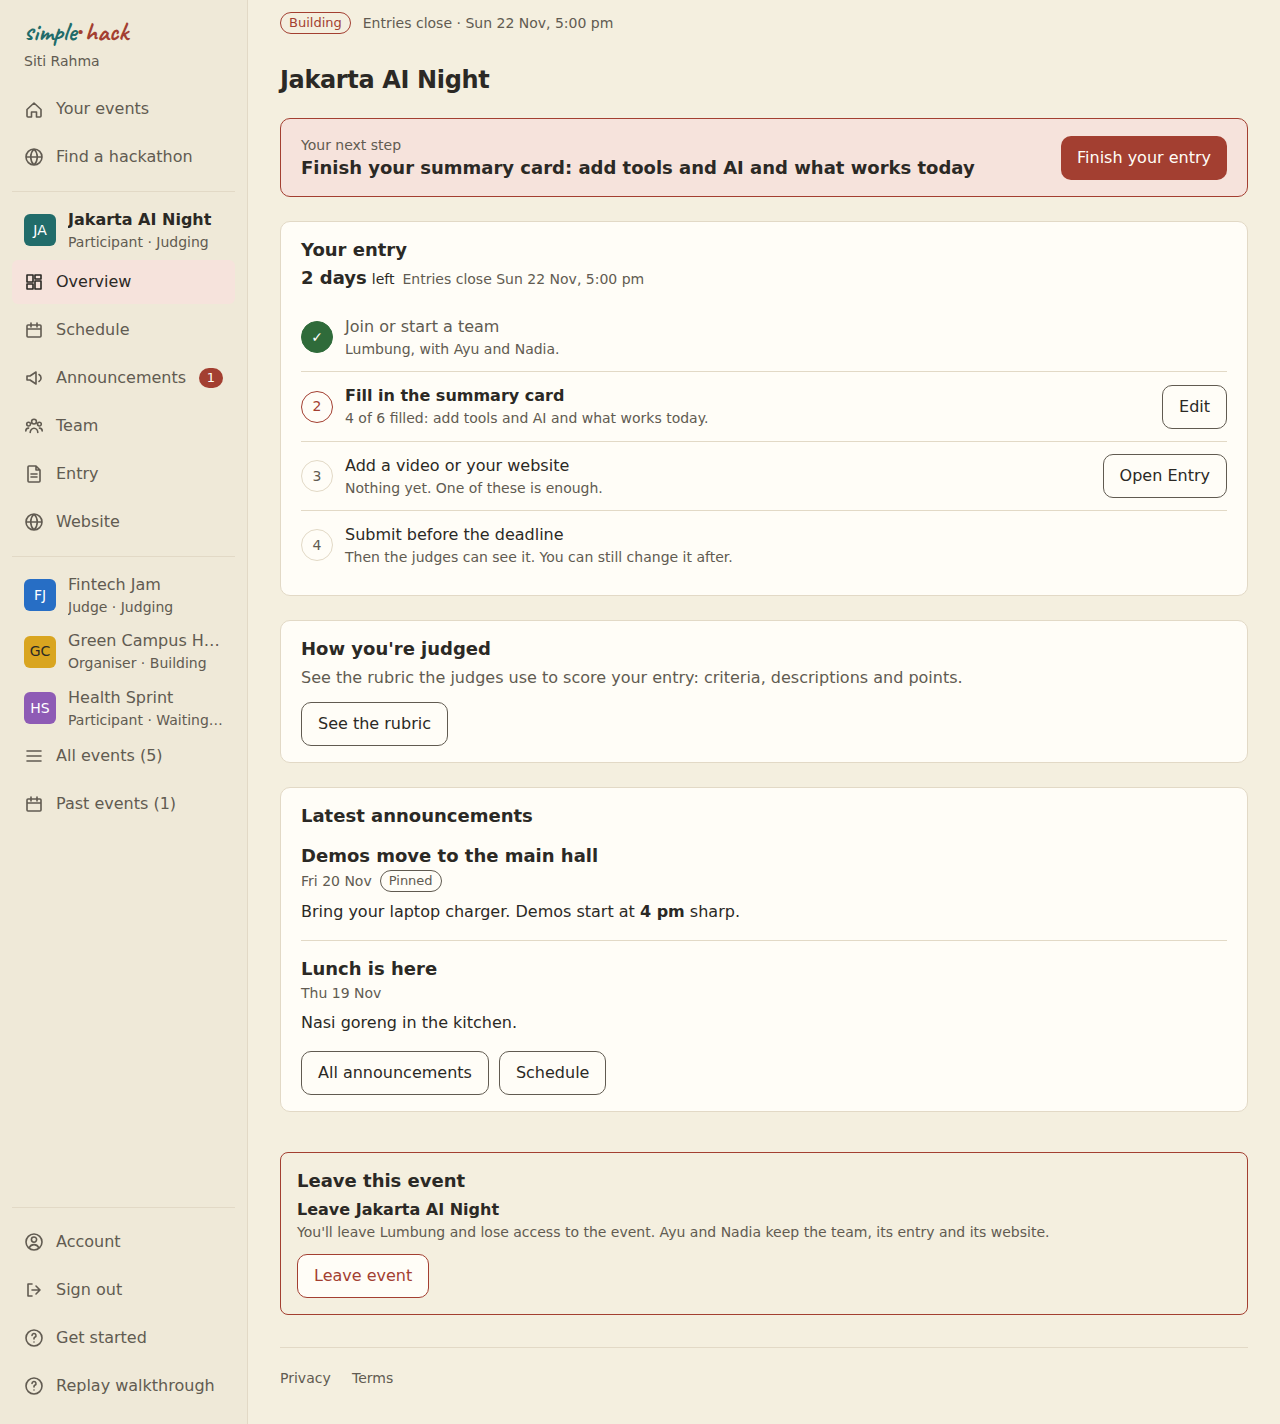 simple·hack
Siti Rahma
Your events
Find a hackathon
JA
Jakarta AI Night
Participant · Judging
Overview
Schedule
Announcements 1
Team
Entry
Website
FJ
Fintech Jam
Judge · Judging
GC
Green Campus H...
Organiser · Building
HS
Health Sprint
Participant · Waiting...
All events (5)
Past events (1)
Account
Sign out
Get started
Replay walkthrough
Building Entries close · Sun 22 Nov, 5:00 pm
Jakarta AI Night
Your next step
Finish your summary card: add tools and AI and what works today
Finish your entry
Your entry
2 days left Entries close Sun 22 Nov, 5:00 pm
✓
Join or start a team
Lumbung, with Ayu and Nadia.
2
Fill in the summary card
4 of 6 filled: add tools and AI and what works today.
Edit
3
Add a video or your website
Nothing yet. One of these is enough.
Open Entry
4
Submit before the deadline
Then the judges can see it. You can still change it after.
How you're judged
See the rubric the judges use to score your entry: criteria, descriptions and points.
See the rubric
Latest announcements
Demos move to the main hall
Fri 20 Nov Pinned
Bring your laptop charger. Demos start at 4 pm sharp.
Lunch is here
Thu 19 Nov
Nasi goreng in the kitchen.
All announcements Schedule
Leave this event
Leave Jakarta AI Night
You'll leave Lumbung and lose access to the event. Ayu and Nadia keep the team, its entry and its website.
Leave event
Privacy Terms